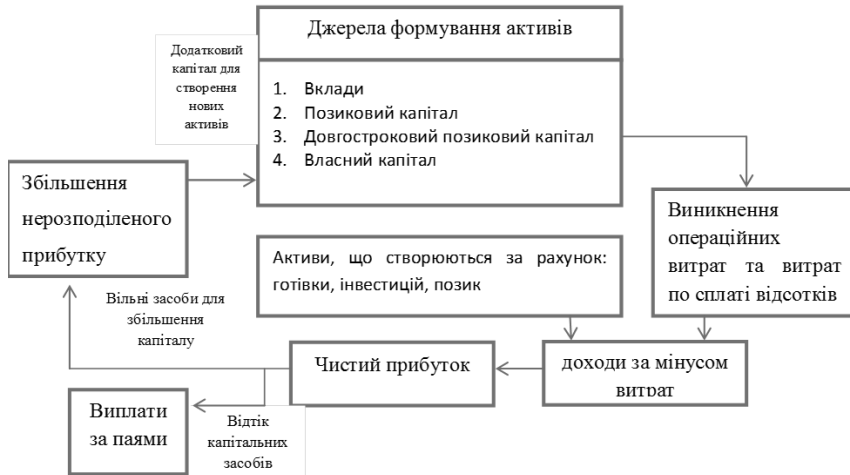 Джерела формування активів
Додатковий
капітал для
створення
нових
активів
1. Вклади
2. Позиковий капітал
3. Довгостроковий позиковий капітал
4. Власний капітал
Збільшення
нерозподіленого
прибутку
Виникнення
операційних
витрат та витрат
по сплаті відсотків
Активи, що створюються за рахунок:
готівки, інвестицій, позик
Вільні засоби для
збільшення
капіталу
Чистий прибуток
доходи за мінусом
витрат
Виплати
за паями
Відтік
капітальних
засобів